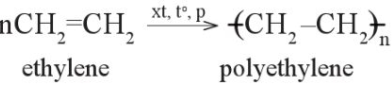 nCH₂=CH₂ xt, t°, p → -(CH₂–CH₂)-ₙ
ethylene polyethylene